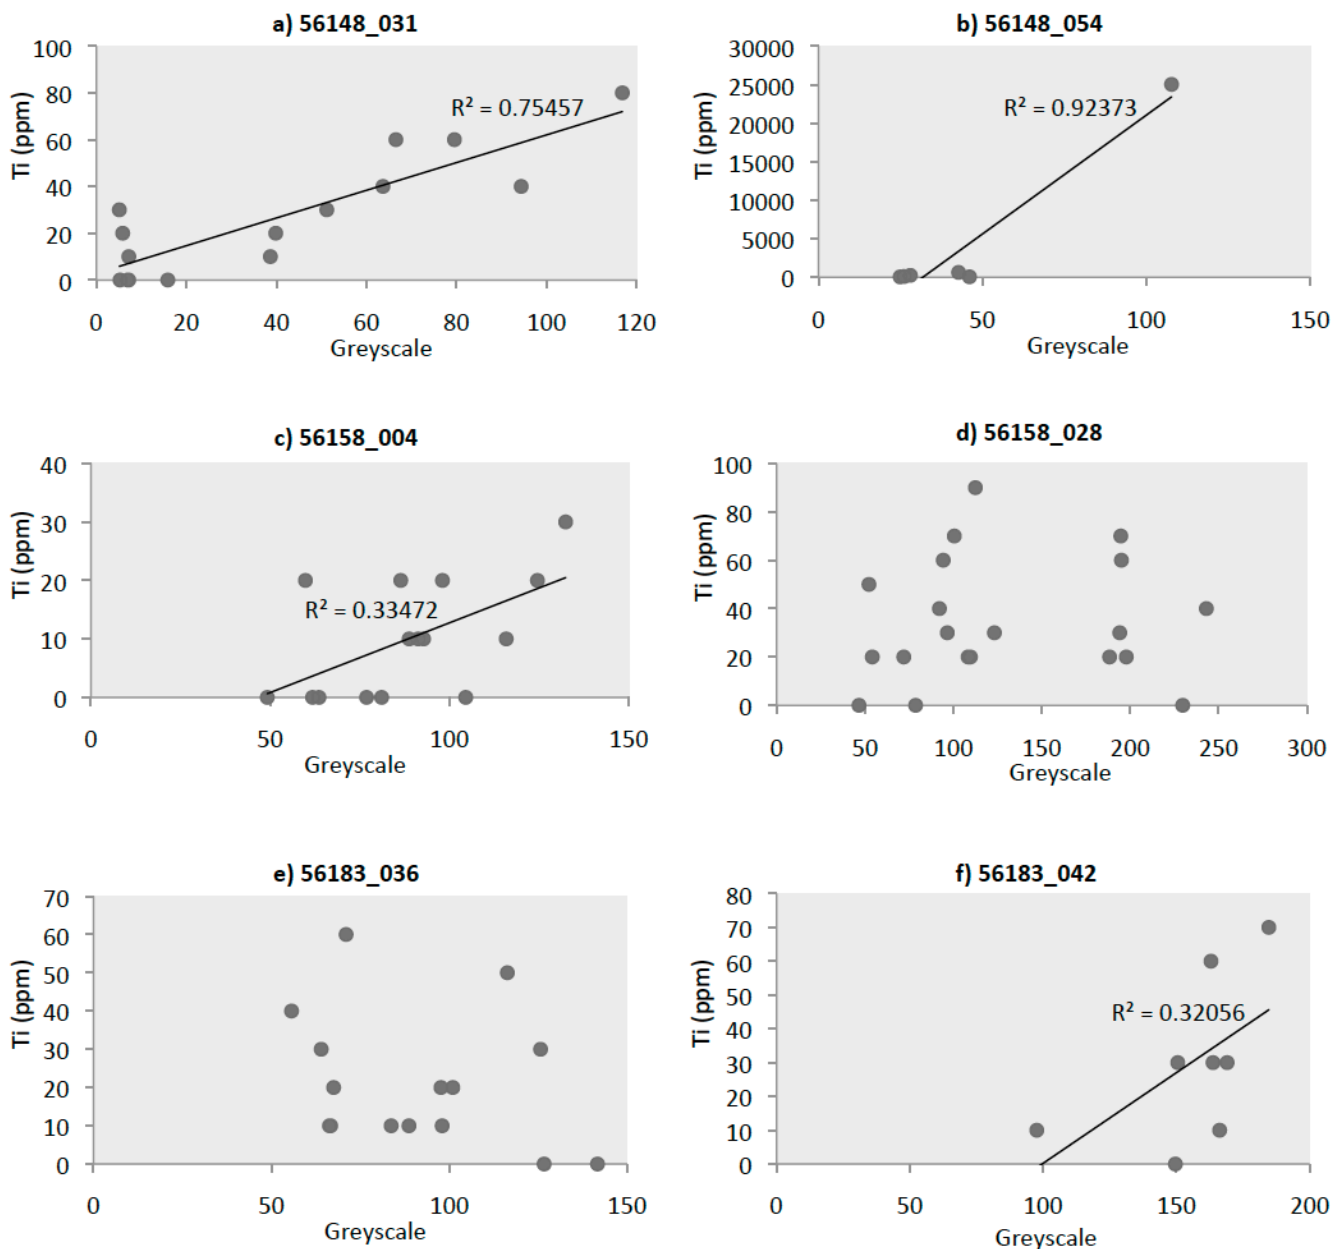 a) 56148_031
100
80
60
40
20
0
Ti (ppm)
R² = 0.75457
0 20 40 60 80 100 120
Greyscale
b) 56148_054
30000
25000
20000
15000
10000
5000
0
Ti (ppm)
R² = 0.92373
0 50 100 150
Greyscale
c) 56158_004
40
30
20
10
0
Ti (ppm)
R² = 0.33472
0 50 100 150
Greyscale
d) 56158_028
100
80
60
40
20
0
Ti (ppm)
0 50 100 150 200 250 300
Greyscale
e) 56183_036
70
60
50
40
30
20
10
0
Ti (ppm)
0 50 100 150
Greyscale
f) 56183_042
80
70
60
50
40
30
20
10
0
Ti (ppm)
R² = 0.32056
0 50 100 150 200
Greyscale